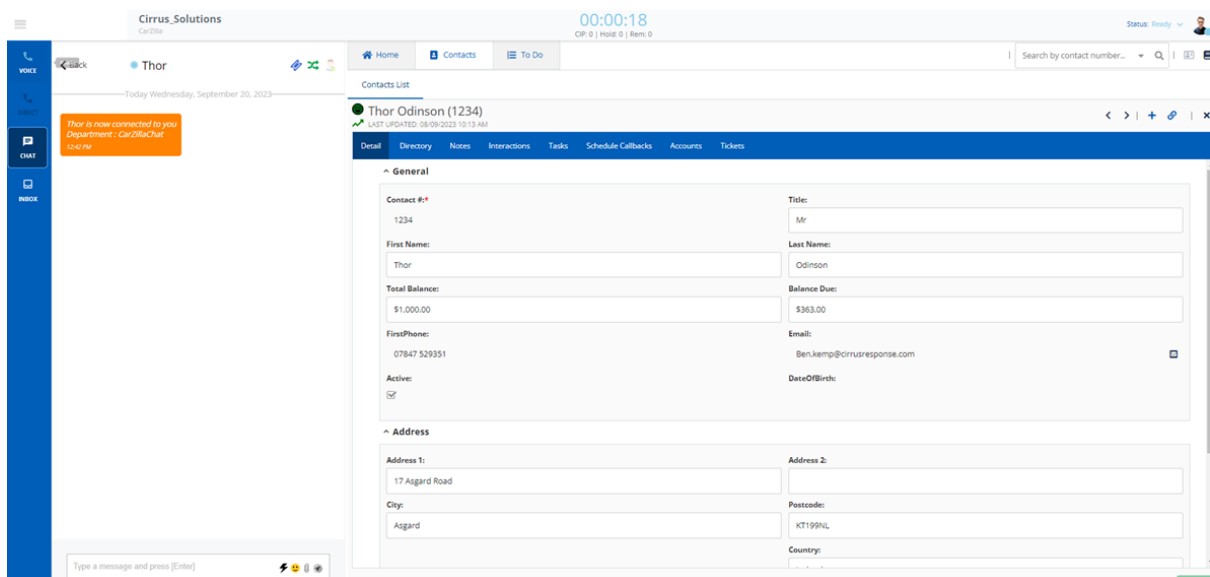 Cirrus_Solutions
CarZilla
00:00:18
CIP: 0 | Hold: 0 | Rem: 0
Status: Ready
VOICE
DIRECT
CHAT
INBOX
Back
Thor
Today Wednesday, September 20, 2023
Thor is now connected to you
Department : CarZillaChat
12:42 PM
Type a message and press [Enter]
Home
Contacts
To Do
Search by contact number...
Contacts List
Thor Odinson (1234)
LAST UPDATED: 08/09/2023 10:13 AM
Detail
Directory
Notes
Interactions
Tasks
Schedule Callbacks
Accounts
Tickets
General
Contact #:*
1234
Title:
Mr
First Name:
Thor
Last Name:
Odinson
Total Balance:
$1,000.00
Balance Due:
$363.00
FirstPhone:
07847 529351
Email:
Ben.kemp@cirrusresponse.com
Active:
DateOfBirth:
Address
Address 1:
17 Asgard Road
Address 2:
City:
Asgard
Postcode:
KT199NL
Country: